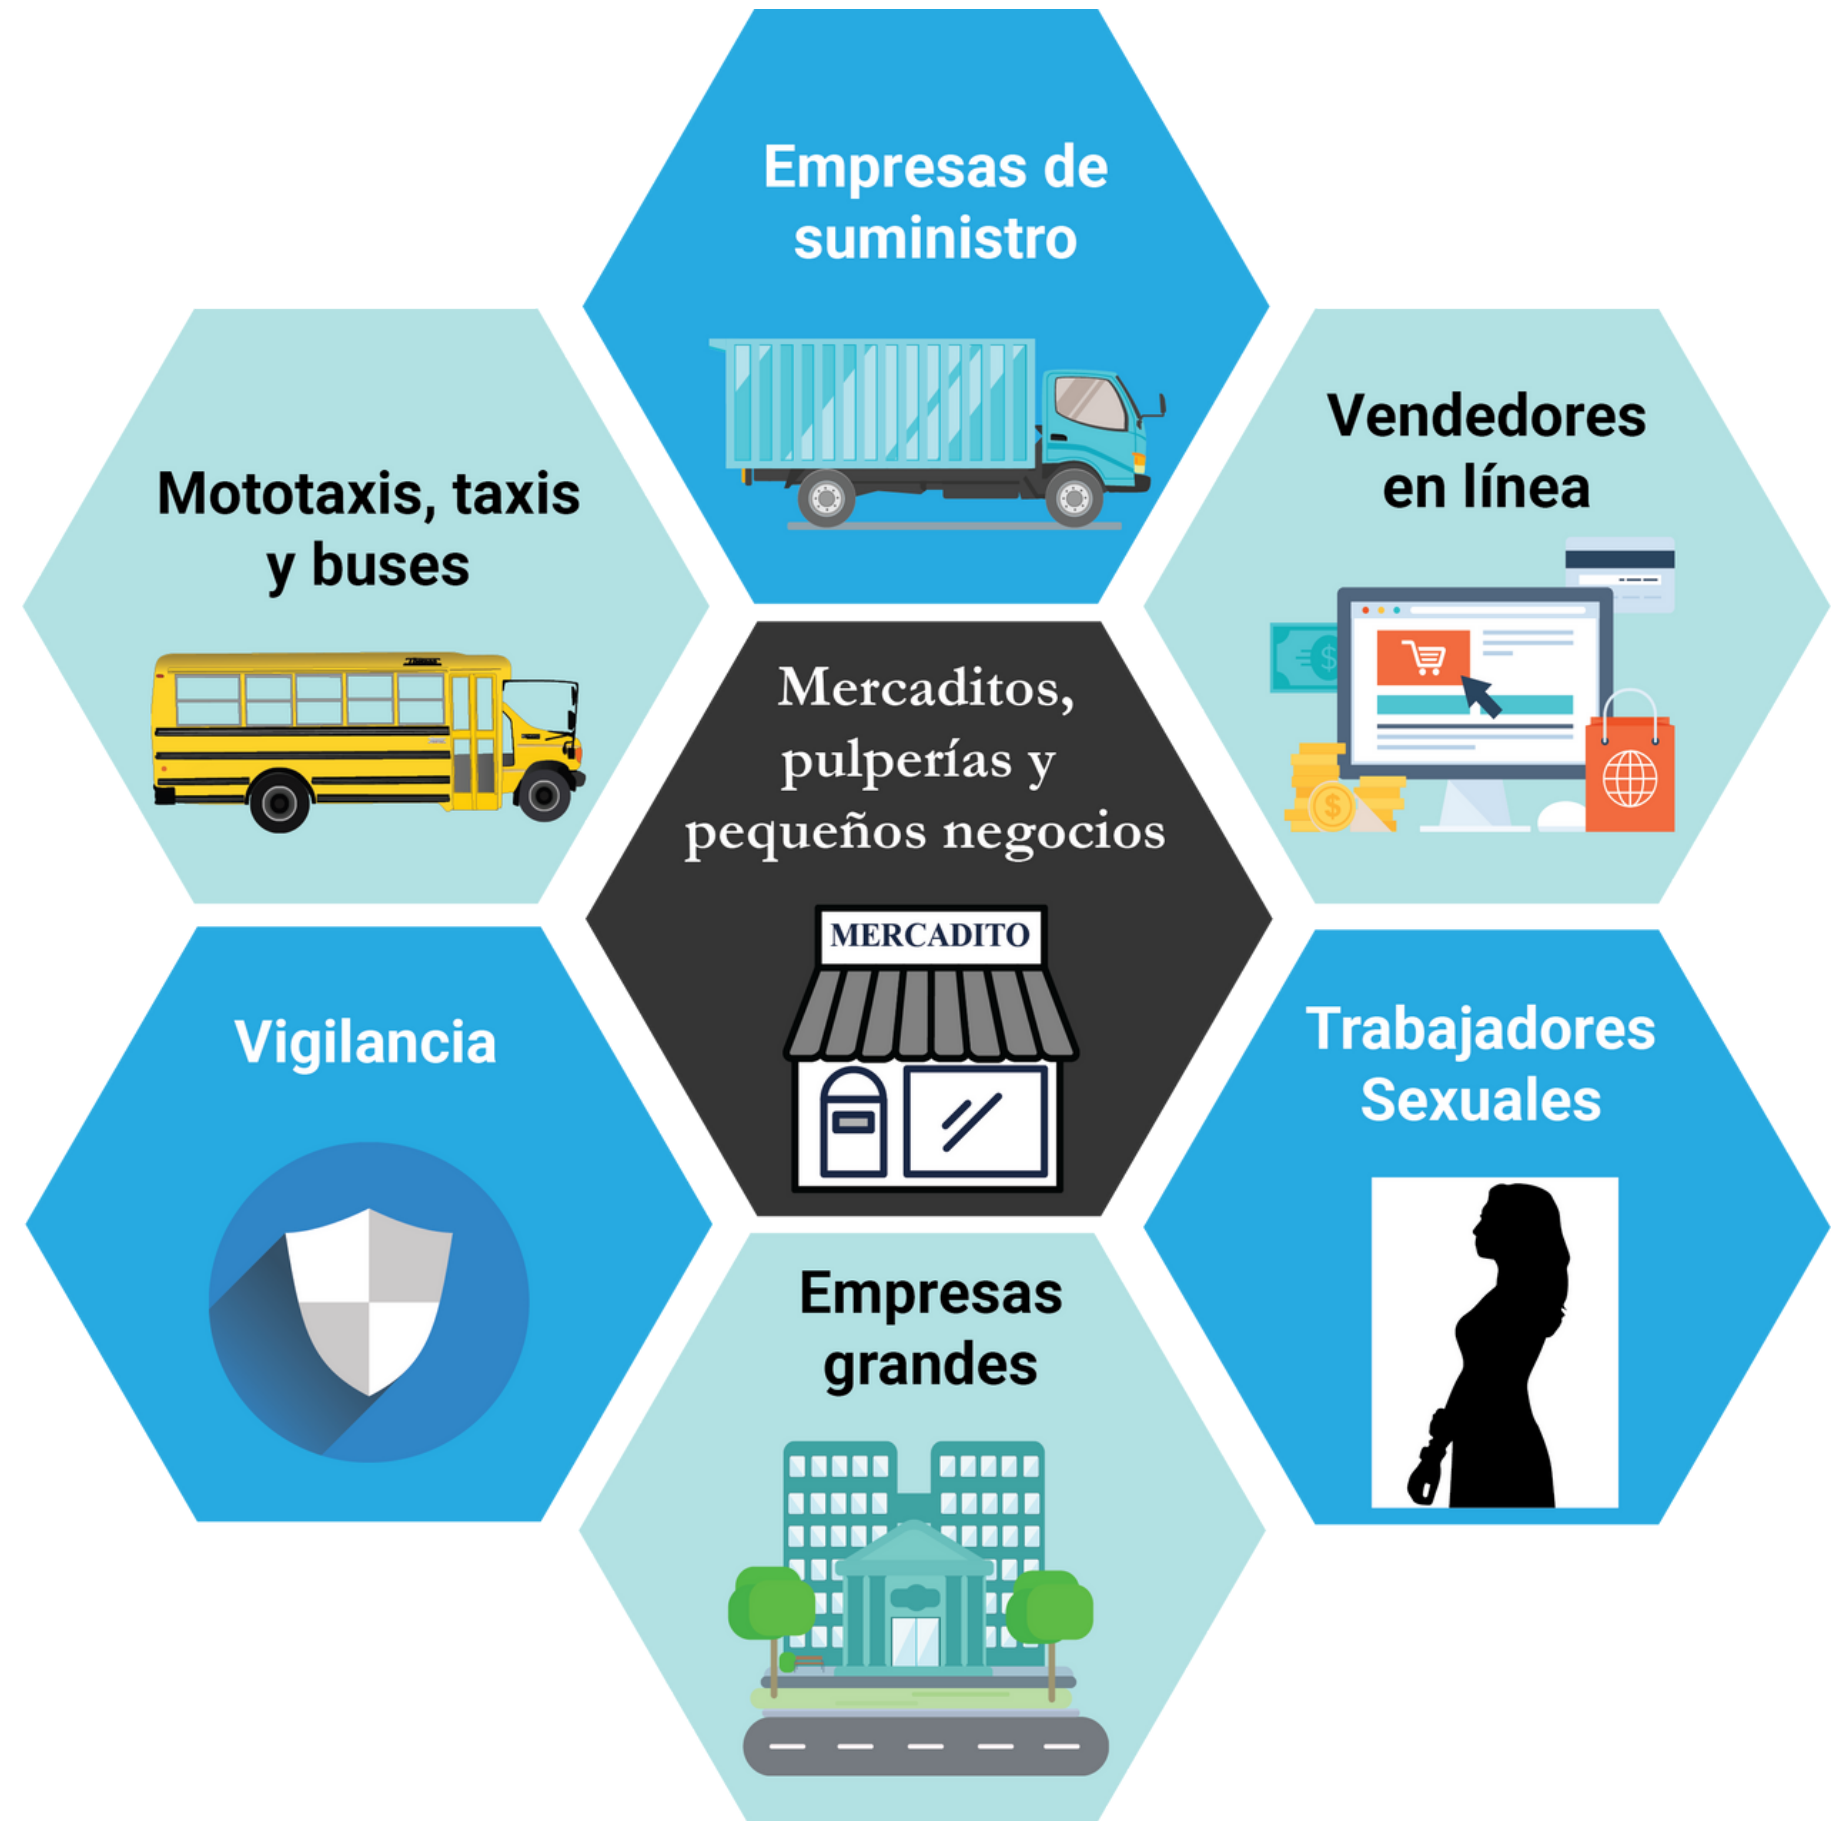 Empresas de
suministro
Vendedores
en línea
Mototaxis, taxis
y buses
Mercaditos,
pulperías y
pequeños negocios
MERCADITO
Vigilancia
Trabajadores
Sexuales
Empresas
grandes